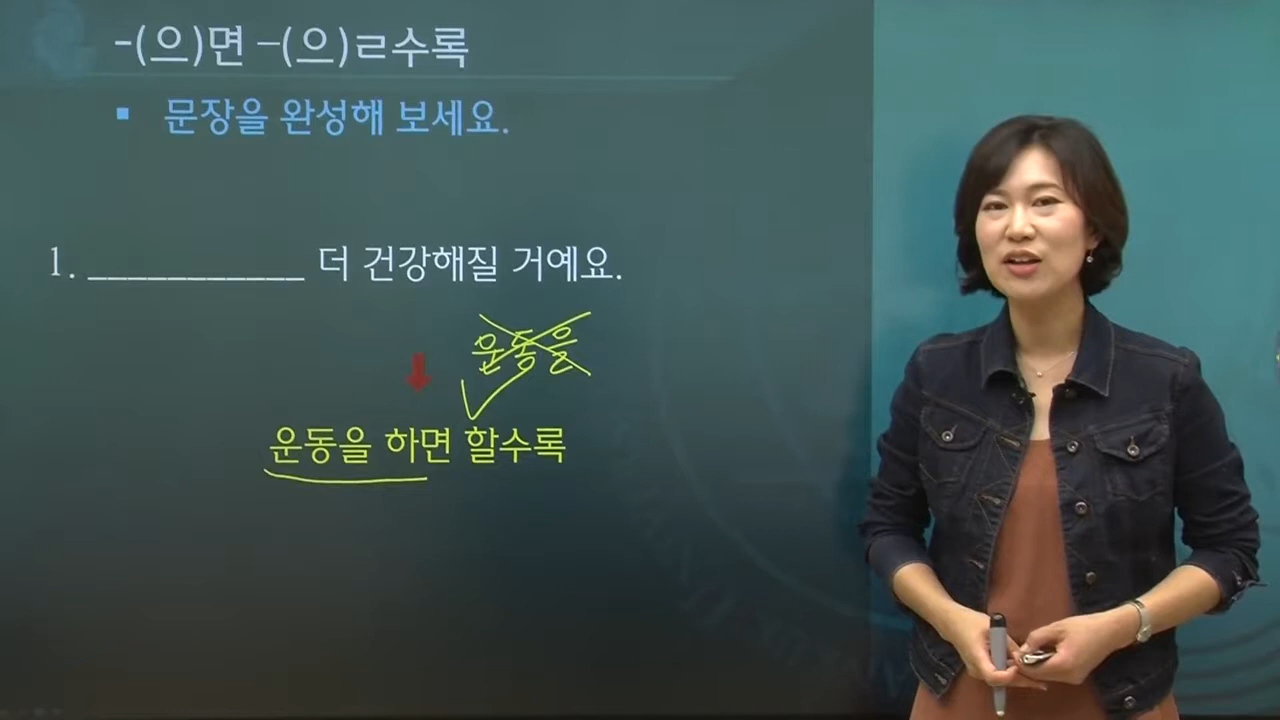 -(으)면 -(으)ㄹ수록
▪ 문장을 완성해 보세요.
1. ___________ 더 건강해질 거예요.
운동을
운동을 하면 할수록